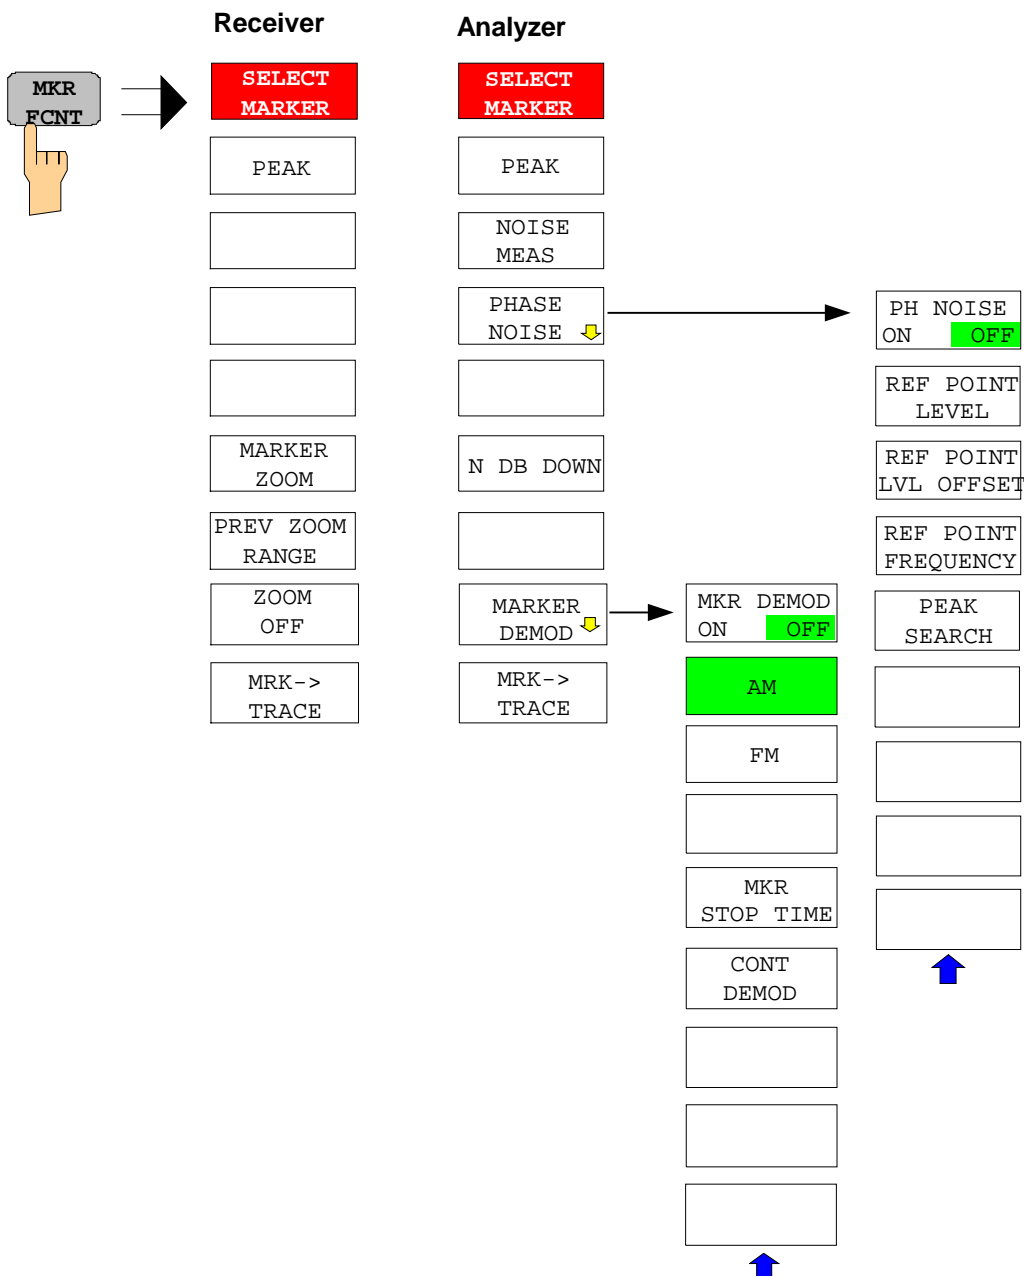 Receiver
Analyzer
MKR
FCNT
SELECT
MARKER
PEAK
MARKER
ZOOM
PREV ZOOM
RANGE
ZOOM
OFF
MRK->
TRACE
SELECT
MARKER
PEAK
NOISE
MEAS
PHASE
NOISE
N DB DOWN
MARKER
DEMOD
MRK->
TRACE
MKR DEMOD
ON OFF
AM
FM
MKR
STOP TIME
CONT
DEMOD
PH NOISE
ON OFF
REF POINT
LEVEL
REF POINT
LVL OFFSET
REF POINT
FREQUENCY
PEAK
SEARCH